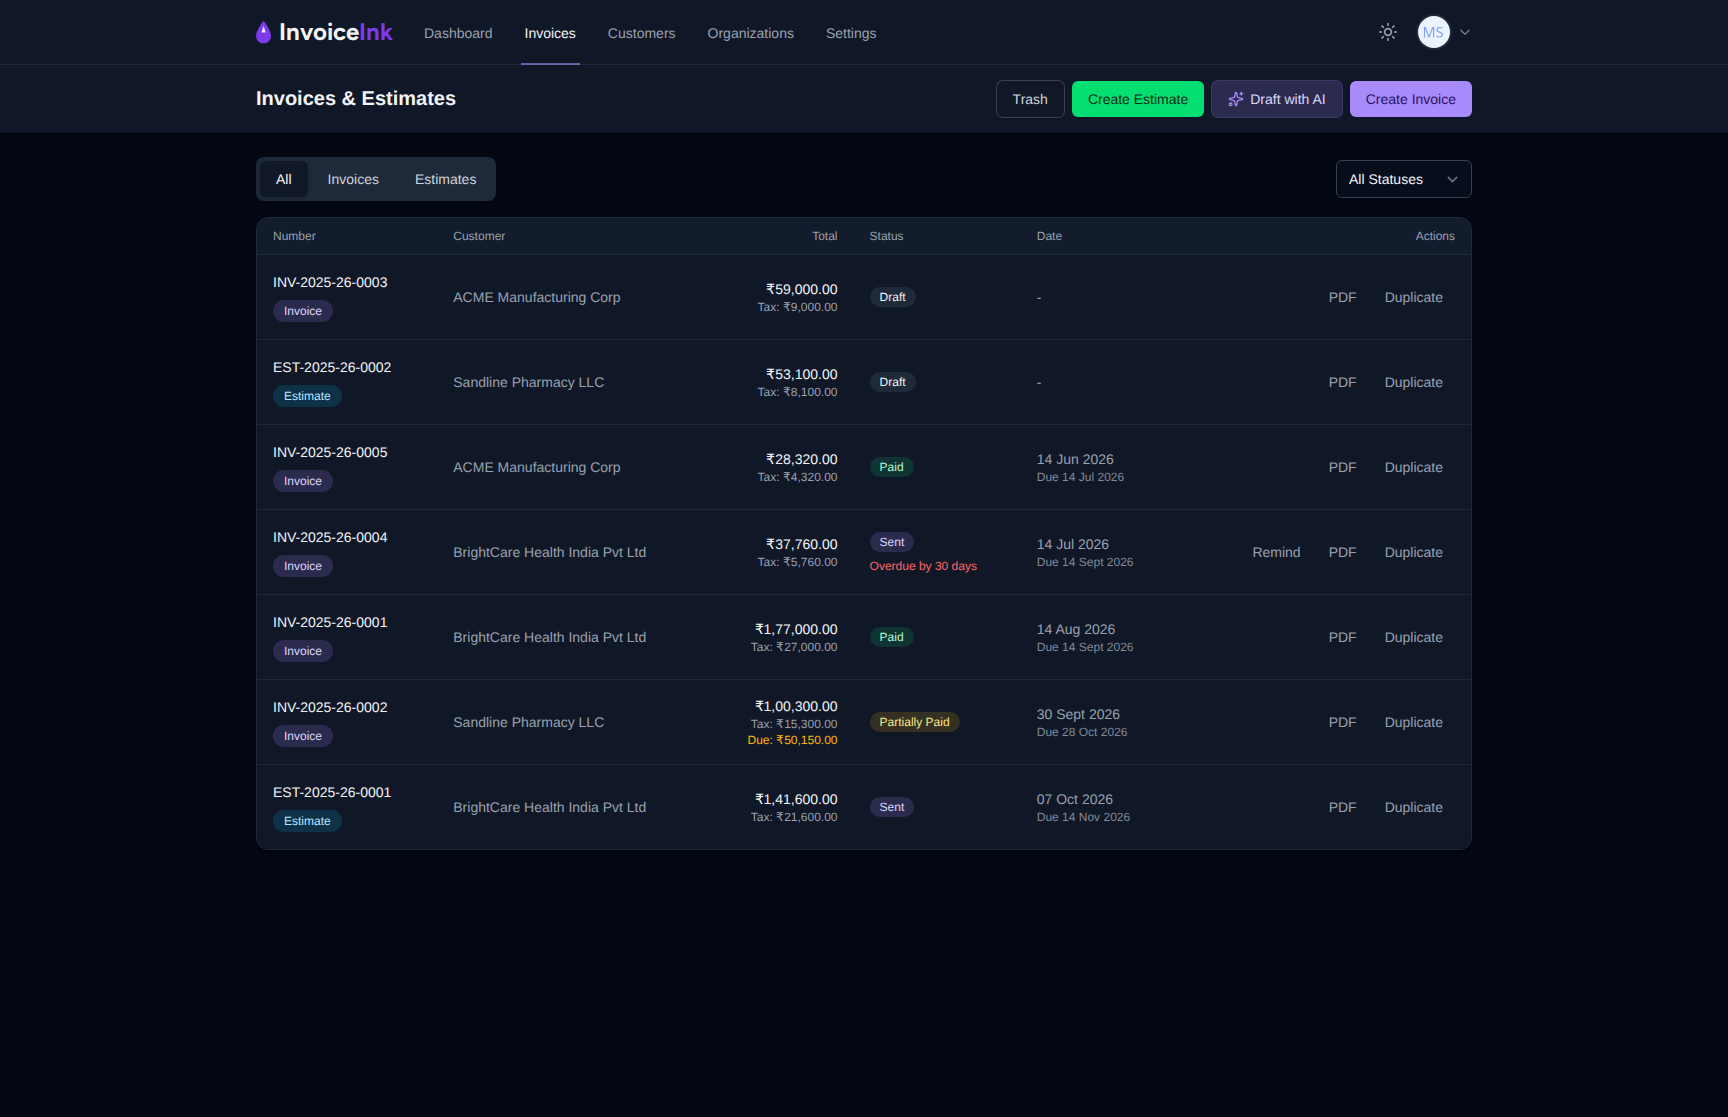 InvoiceInk Dashboard Invoices Customers Organizations Settings MS
Invoices & Estimates Trash Create Estimate Draft with AI Create Invoice
All Invoices Estimates All Statuses
Number Customer Total Status Date Actions
INV-2025-26-0003
Invoice
ACME Manufacturing Corp
₹59,000.00
Tax: ₹9,000.00
Draft
-
PDF Duplicate
EST-2025-26-0002
Estimate
Sandline Pharmacy LLC
₹53,100.00
Tax: ₹8,100.00
Draft
-
PDF Duplicate
INV-2025-26-0005
Invoice
ACME Manufacturing Corp
₹28,320.00
Tax: ₹4,320.00
Paid
14 Jun 2026
Due 14 Jul 2026
PDF Duplicate
INV-2025-26-0004
Invoice
BrightCare Health India Pvt Ltd
₹37,760.00
Tax: ₹5,760.00
Sent
Overdue by 30 days
14 Jul 2026
Due 14 Sept 2026
Remind PDF Duplicate
INV-2025-26-0001
Invoice
BrightCare Health India Pvt Ltd
₹1,77,000.00
Tax: ₹27,000.00
Paid
14 Aug 2026
Due 14 Sept 2026
PDF Duplicate
INV-2025-26-0002
Invoice
Sandline Pharmacy LLC
₹1,00,300.00
Tax: ₹15,300.00
Due: ₹50,150.00
Partially Paid
30 Sept 2026
Due 28 Oct 2026
PDF Duplicate
EST-2025-26-0001
Estimate
BrightCare Health India Pvt Ltd
₹1,41,600.00
Tax: ₹21,600.00
Sent
07 Oct 2026
Due 14 Nov 2026
PDF Duplicate